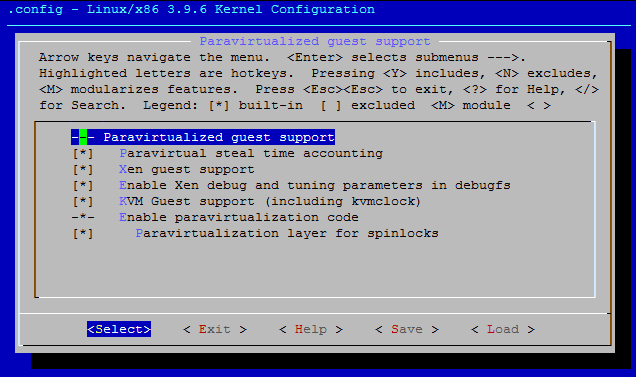 .config - Linux/x86 3.9.6 Kernel Configuration
Paravirtualized guest support
Arrow keys navigate the menu.  <Enter> selects submenus --->.
Highlighted letters are hotkeys.  Pressing <Y> includes, <N> excludes,
<M> modularizes features.  Press <Esc><Esc> to exit, <?> for Help, </>
for Search.  Legend: [*] built-in  [ ] excluded  <M> module  < >
--- Paravirtualized guest support
[*]   Paravirtual steal time accounting
[*]   Xen guest support
[*]   Enable Xen debug and tuning parameters in debugfs
[*]   KVM Guest support (including kvmclock)
-*-   Enable paravirtualization code
[*]     Paravirtualization layer for spinlocks
<Select>    < Exit >    < Help >    < Save >    < Load >